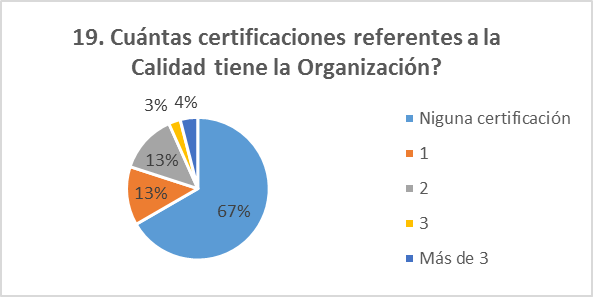 19. Cuántas certificaciones referentes a la
Calidad tiene la Organización?
3%
4%
13%
13%
67%
Niguna certificación
1
2
3
Más de 3